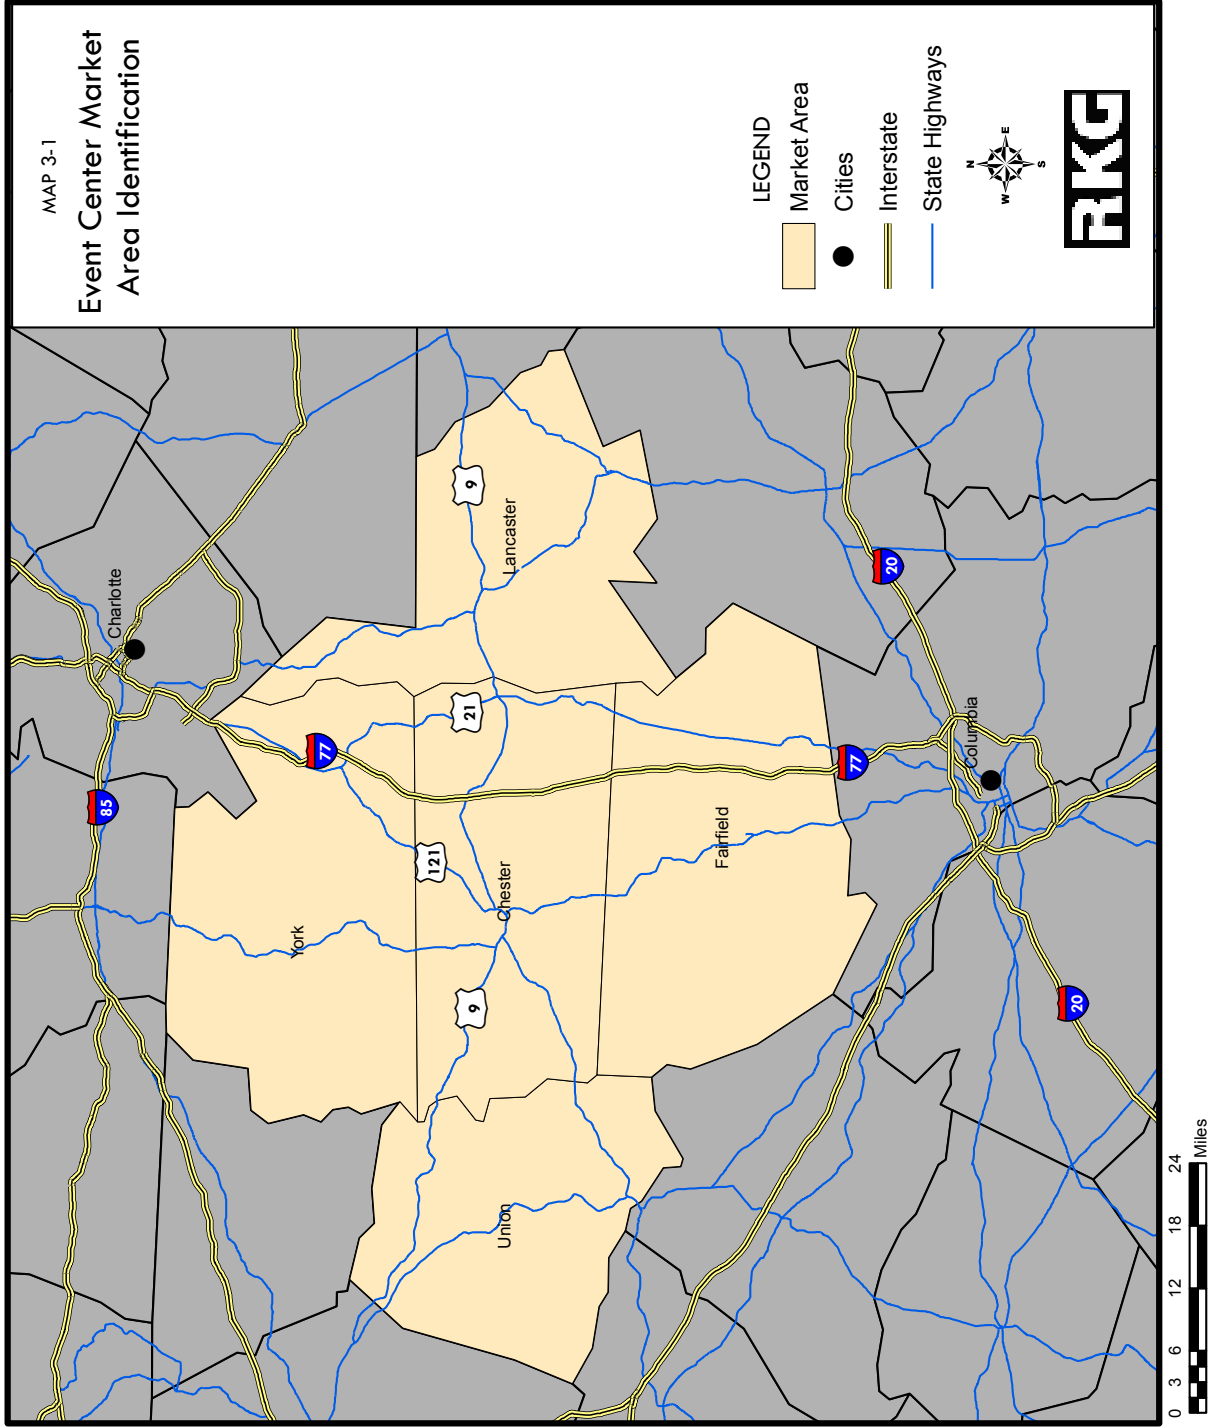 MAP 3-1
Event Center Market
Area Identification
LEGEND
Market Area
Cities
Interstate
State Highways
N
W
E
S
RKG
Charlotte
85
77
21
9
Lancaster
121
York
Chester
9
Union
Fairfield
77
20
Columbia
20
0 3 6 12 18 24
Miles